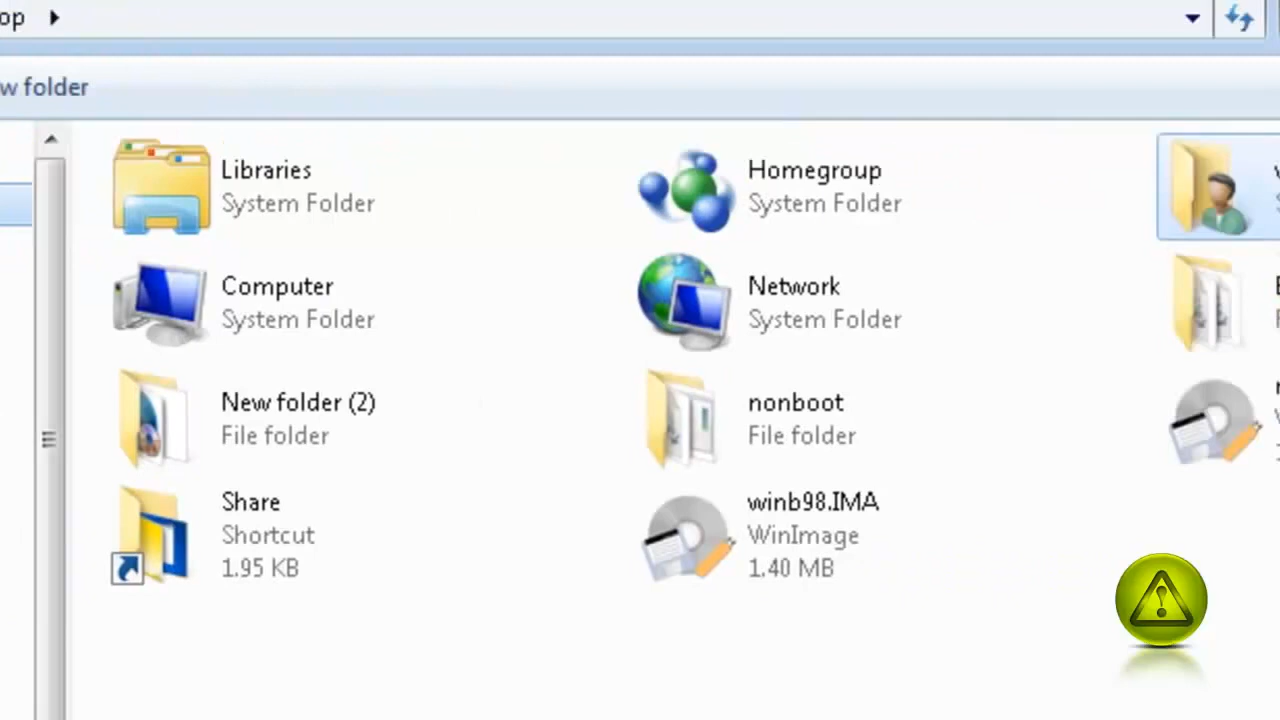 op
w folder
Libraries
System Folder
Homegroup
System Folder
Computer
System Folder
Network
System Folder
New folder (2)
File folder
nonboot
File folder
Share
Shortcut
1.95 KB
winb98.IMA
WinImage
1.40 MB